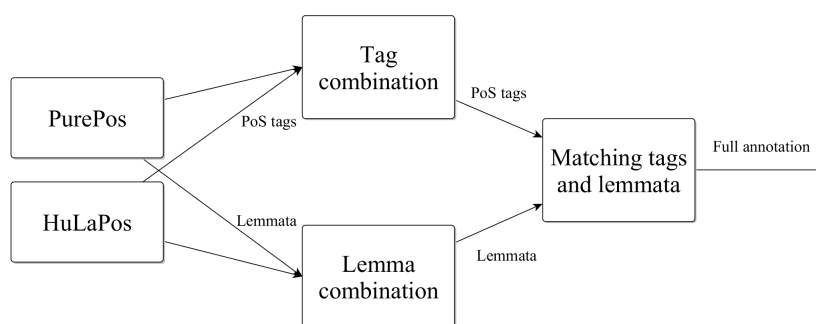 Tag
combination
PurePos
PoS tags
PoS tags
Matching tags
and lemmata
Full annotation
HuLaPos
Lemmata
Lemmata
Lemma
combination